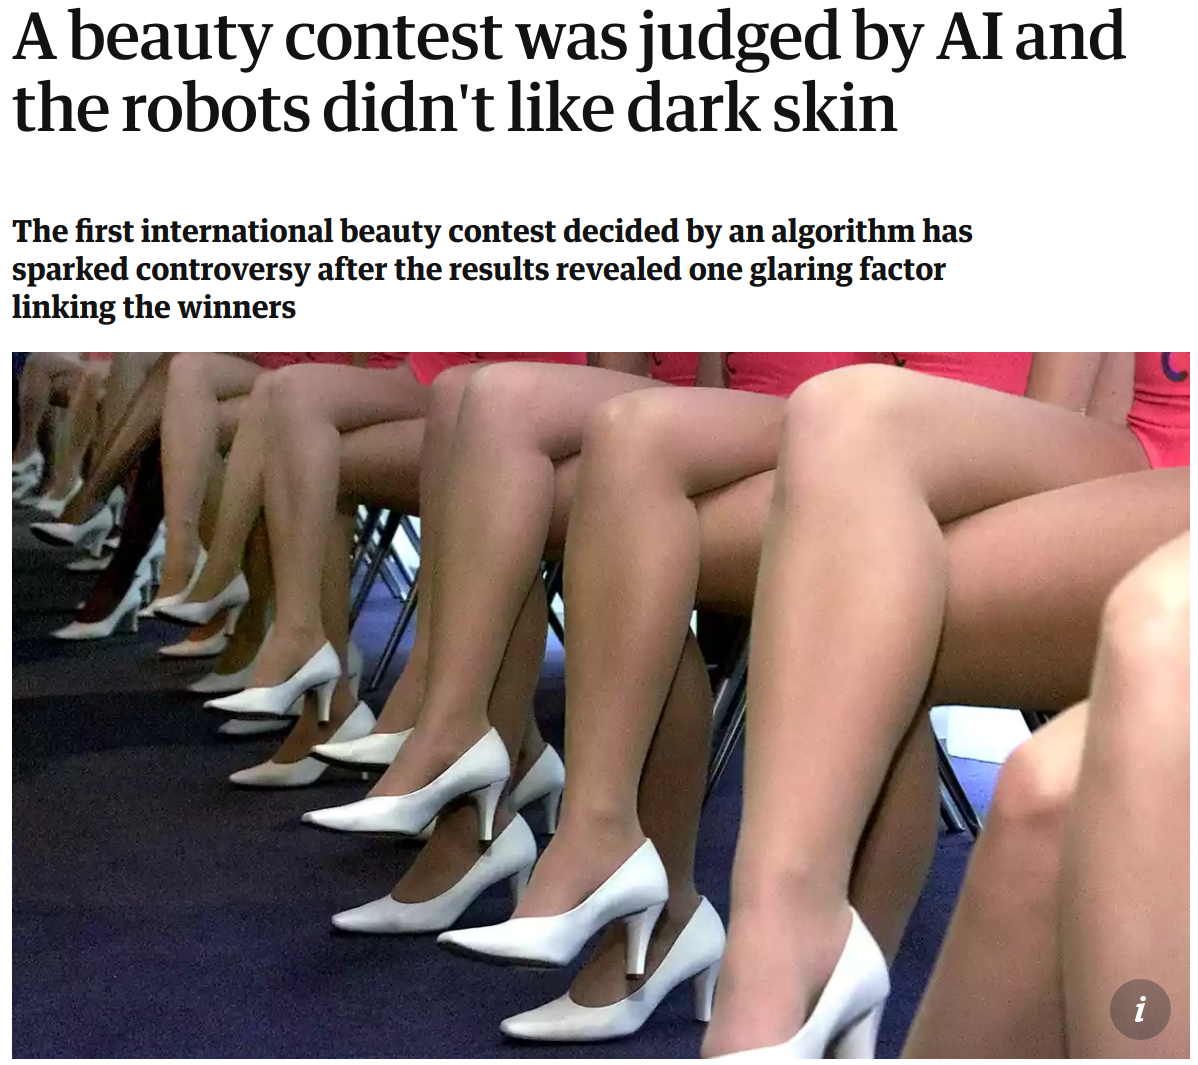 A beauty contest was judged by AI and
the robots didn't like dark skin
The first international beauty contest decided by an algorithm has
sparked controversy after the results revealed one glaring factor
linking the winners
i